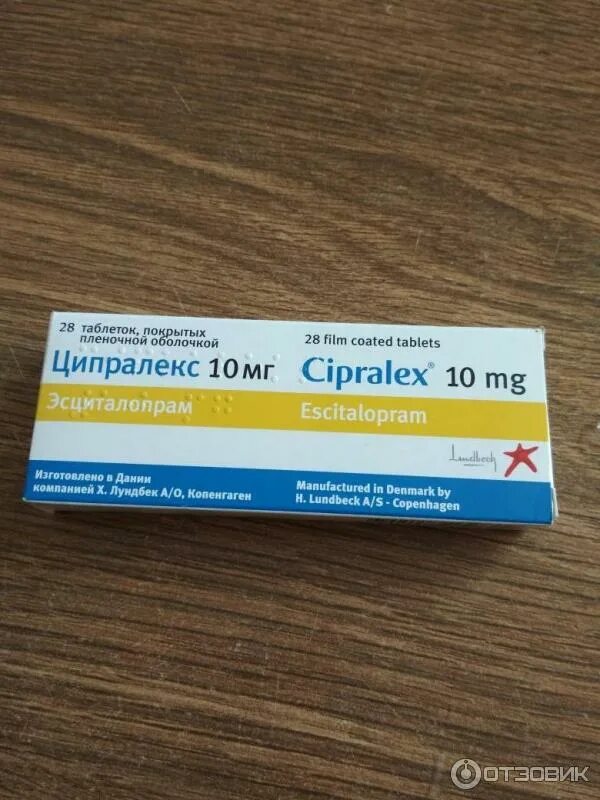 28 таблеток, покрытых
пленочной оболочкой
Ципралекс 10 мг
Эсциталопрам
Изготовлено в Дании
компанией Х. Лундбек А/О, Копенгаген
28 film coated tablets
Cipralex® 10 mg
Escitalopram
Lundbeck
Manufactured in Denmark by
H. Lundbeck A/S - Copenhagen
ОТЗОВИК